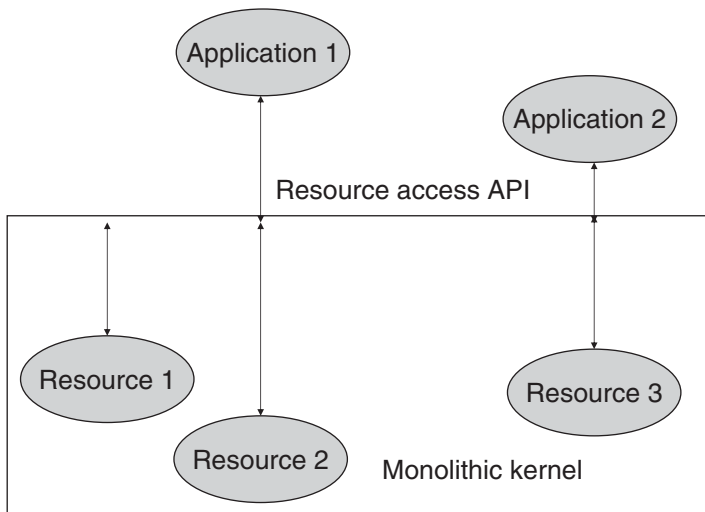 Application 1
Application 2
Resource access API
Resource 1
Resource 3
Resource 2
Monolithic kernel